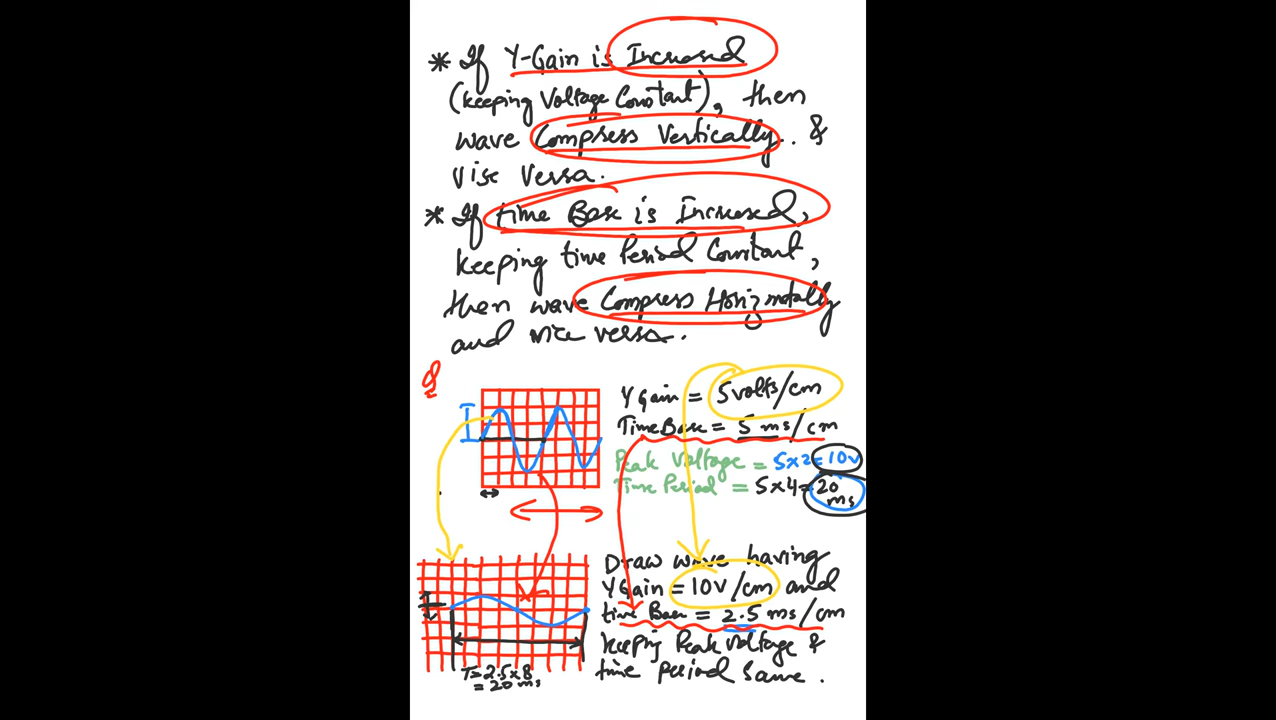 * If Y-Gain is Increased
(keeping Voltage Constant), then
wave Compress Vertically. &
Vise Versa.
* If time Base is Increased,
keeping time Period Constant,
then wave Compress Horizontally
and vice versa.
Y Gain = 5 volts/cm
Time Base = 5 ms/cm
Peak Voltage = 5x2=10v
Time Period = 5x4=20 ms
Draw wave having
YGain = 10V/cm and
time Base = 2.5 ms/cm
keeping Peak Voltage &
time period same.
T=2.5x8
=20 ms